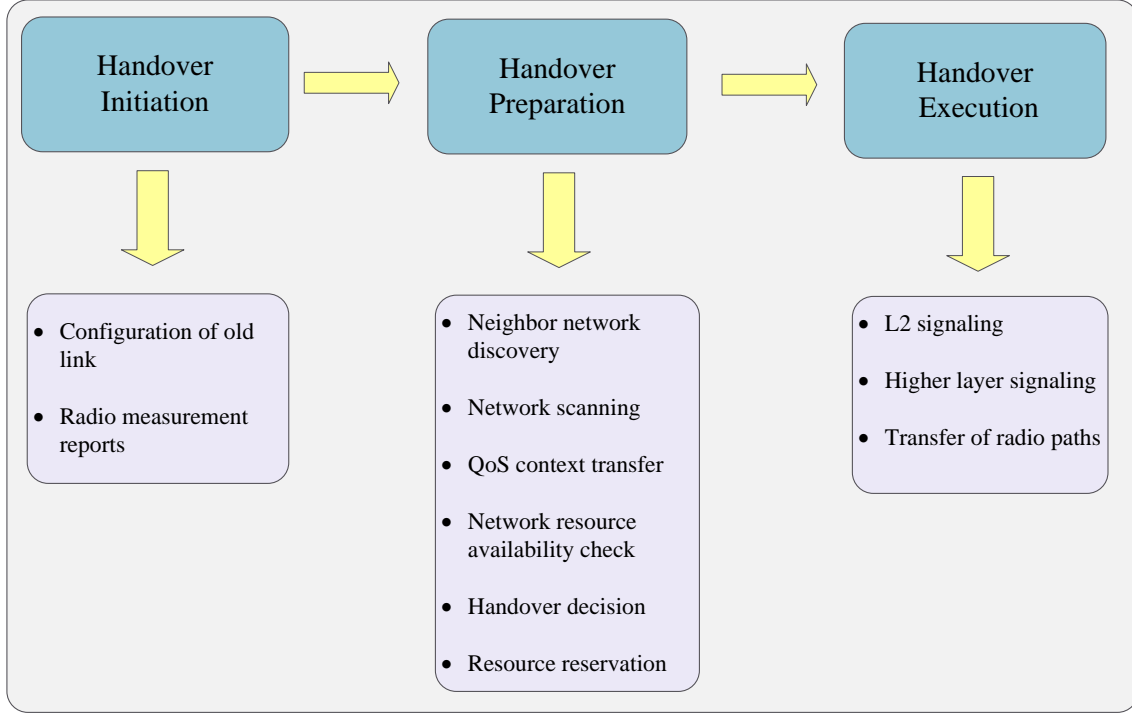 Handover
Initiation
Handover
Preparation
Handover
Execution
• Configuration of old
link
• Radio measurement
reports
• Neighbor network
discovery
• Network scanning
• QoS context transfer
• Network resource
availability check
• Handover decision
• Resource reservation
• L2 signaling
• Higher layer signaling
• Transfer of radio paths